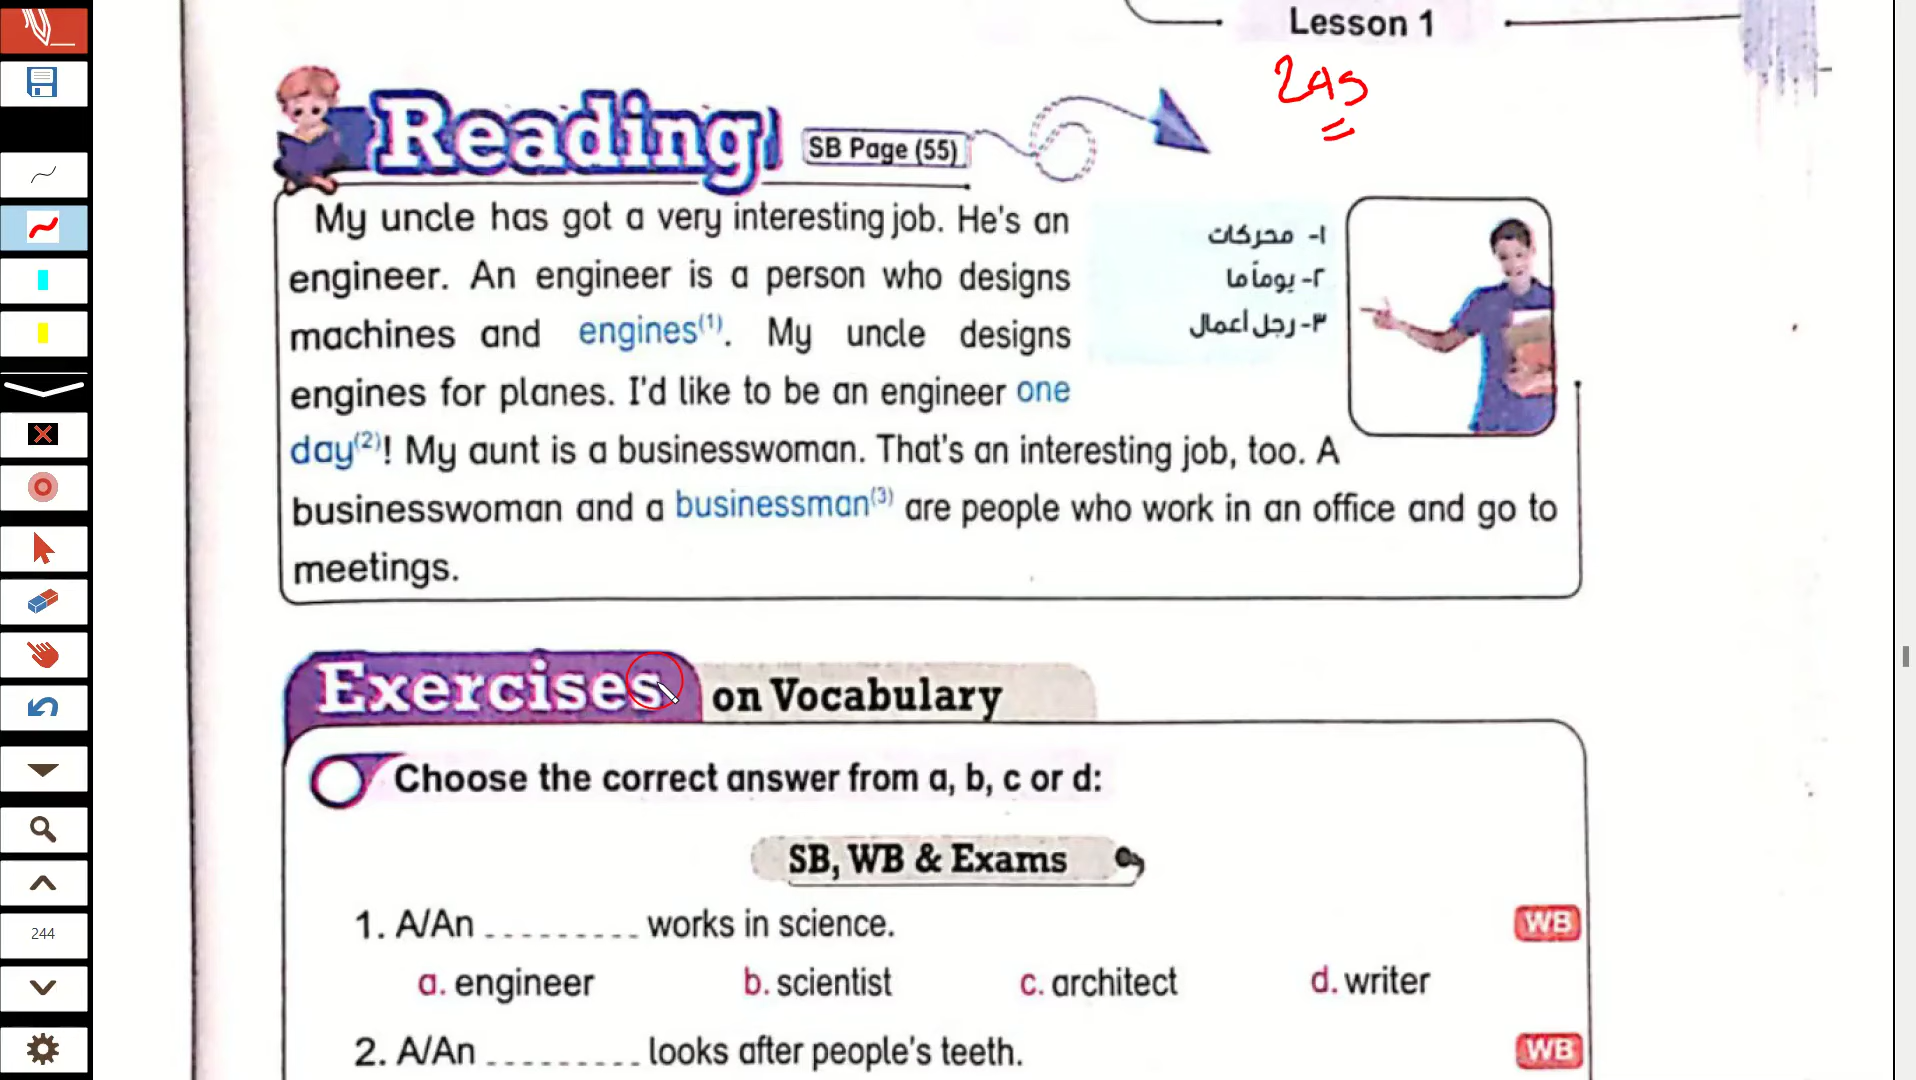 Lesson 1
245
Reading SB Page (55)
My uncle has got a very interesting job. He's an
engineer. An engineer is a person who designs
machines and engines(1). My uncle designs
engines for planes. I'd like to be an engineer one
day(2)! My aunt is a businesswoman. That's an interesting job, too. A
businesswoman and a businessman(3) are people who work in an office and go to
meetings.
١- محركات
٢- يوماً ما
٣- رجل أعمال
Exercises on Vocabulary
Choose the correct answer from a, b, c or d:
SB, WB & Exams
1. A/An _________ works in science. WB
a. engineer b. scientist c. architect d. writer
2. A/An _________ looks after people's teeth. WB
244